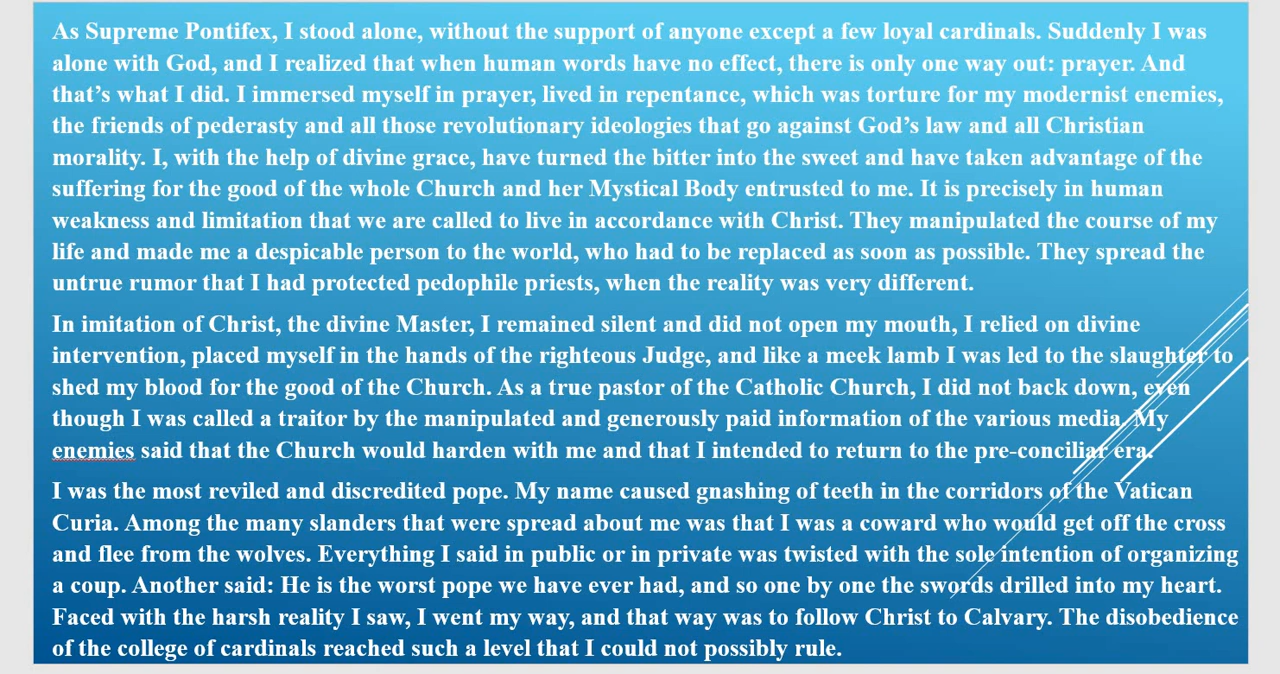 As Supreme Pontifex, I stood alone, without the support of anyone except a few loyal cardinals. Suddenly I was
alone with God, and I realized that when human words have no effect, there is only one way out: prayer. And
that’s what I did. I immersed myself in prayer, lived in repentance, which was torture for my modernist enemies,
the friends of pederasty and all those revolutionary ideologies that go against God’s law and all Christian
morality. I, with the help of divine grace, have turned the bitter into the sweet and have taken advantage of the
suffering for the good of the whole Church and her Mystical Body entrusted to me. It is precisely in human
weakness and limitation that we are called to live in accordance with Christ. They manipulated the course of my
life and made me a despicable person to the world, who had to be replaced as soon as possible. They spread the
untrue rumor that I had protected pedophile priests, when the reality was very different.
In imitation of Christ, the divine Master, I remained silent and did not open my mouth, I relied on divine
intervention, placed myself in the hands of the righteous Judge, and like a meek lamb I was led to the slaughter to
shed my blood for the good of the Church. As a true pastor of the Catholic Church, I did not back down, even
though I was called a traitor by the manipulated and generously paid information of the various media. My
enemies said that the Church would harden with me and that I intended to return to the pre-conciliar era.
I was the most reviled and discredited pope. My name caused gnashing of teeth in the corridors of the Vatican
Curia. Among the many slanders that were spread about me was that I was a coward who would get off the cross
and flee from the wolves. Everything I said in public or in private was twisted with the sole intention of organizing
a coup. Another said: He is the worst pope we have ever had, and so one by one the swords drilled into my heart.
Faced with the harsh reality I saw, I went my way, and that way was to follow Christ to Calvary. The disobedience
of the college of cardinals reached such a level that I could not possibly rule.